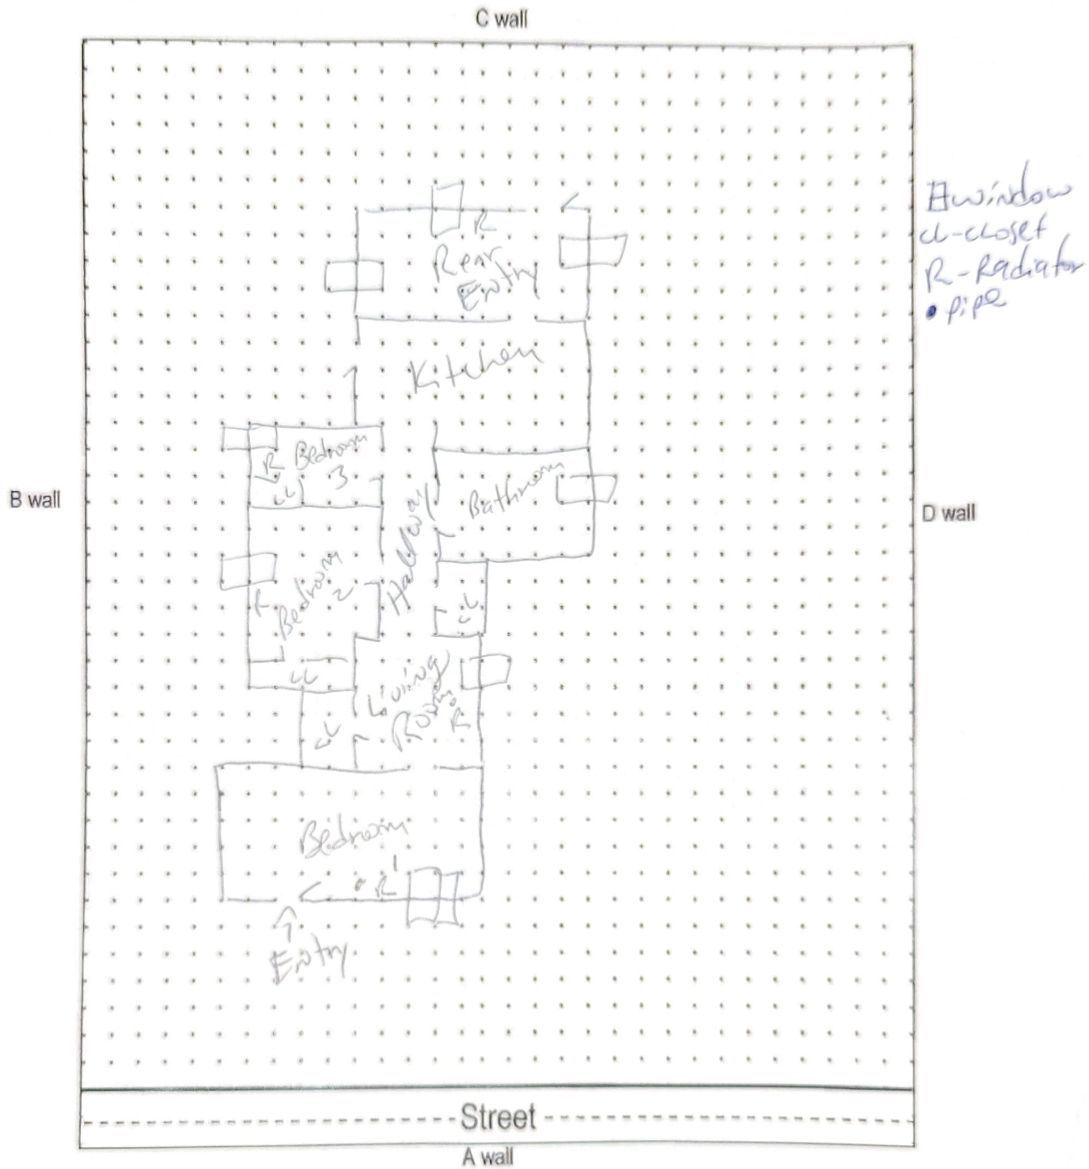 C wall
window
CL-Closet
R-Radiator
• pipe
R
Rear
Entry
Kitchen
R Bedroom
3
CL
Bathroom
Hallway
B wall
D wall
Bedroom
2
R
CL
CL
Living
Room
R
CL
Bedroom
1
R
Entry
Street
A wall